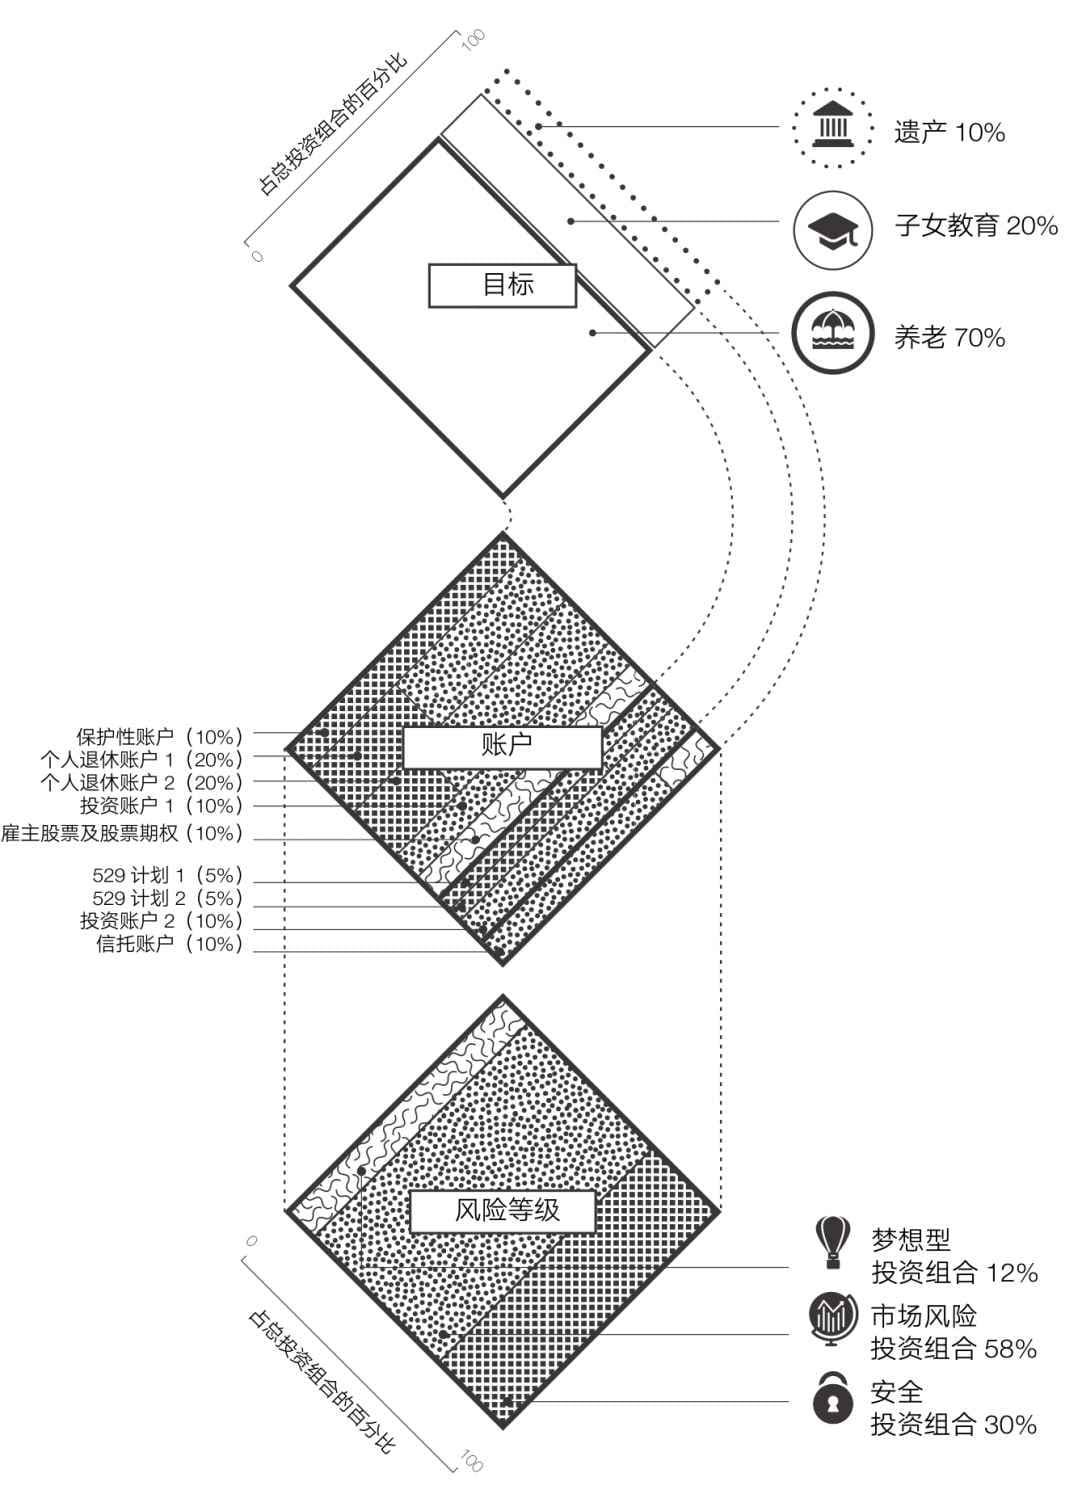 占总投资组合的百分比
100
0
遗产 10%
子女教育 20%
目标
养老 70%
账户
保护性账户（10%）
个人退休账户 1（20%）
个人退休账户 2（20%）
投资账户 1（10%）
雇主股票及股票期权（10%）
529 计划 1（5%）
529 计划 2（5%）
投资账户 2（10%）
信托账户（10%）
风险等级
0
占总投资组合的百分比
100
梦想型
投资组合 12%
市场风险
投资组合 58%
安全
投资组合 30%